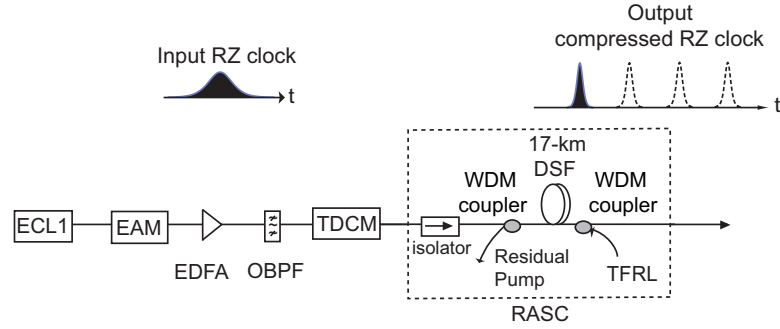 Output
compressed RZ clock
Input RZ clock
t
t
17-km
DSF
WDM
coupler
WDM
coupler
ECL1
EAM
EDFA
OBPF
TDCM
isolator
Residual
Pump
TFRL
RASC